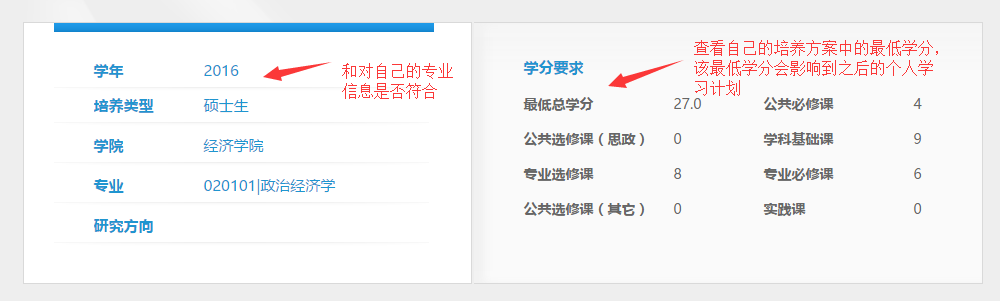 学年 2016
和对自己的专业
信息是否符合
培养类型 硕士生
学院 经济学院
专业 020101|政治经济学
研究方向
查看自己的培养方案中的最低学分，
该最低学分会影响到之后的个人学
习计划
学分要求
最低总学分 27.0 公共必修课 4
公共选修课（思政） 0 学科基础课 9
专业选修课 8 专业必修课 6
公共选修课（其它） 0 实践课 0